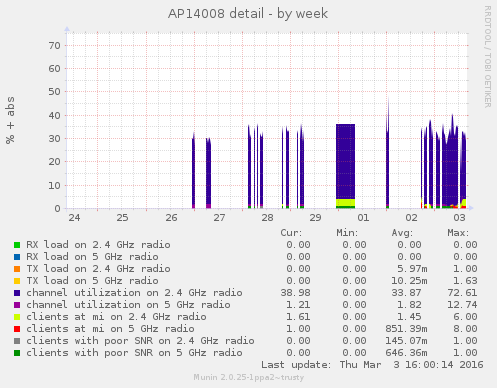 AP14008 detail - by week
RRDTOOL / TOBI OETIKER
% + abs
70
60
50
40
30
20
10
0
24 25 26 27 28 29 01 02 03
Cur: Min: Avg: Max:
RX load on 2.4 GHz radio 0.00 0.00 0.00 0.00
RX load on 5 GHz radio 0.00 0.00 0.00 0.00
TX load on 2.4 GHz radio 0.00 0.00 5.97m 1.00
TX load on 5 GHz radio 0.00 0.00 10.25m 1.63
channel utilization on 2.4 GHz radio 38.98 0.00 33.87 72.61
channel utilization on 5 GHz radio 1.21 0.00 1.82 12.74
clients at mi on 2.4 GHz radio 1.61 0.00 1.45 6.00
clients at mi on 5 GHz radio 1.00 0.00 851.39m 8.00
clients with poor SNR on 2.4 GHz radio 0.00 0.00 145.07m 1.00
clients with poor SNR on 5 GHz radio 0.00 0.00 646.36m 1.00
Last update: Thu Mar 3 16:00:14 2016
Munin 2.0.25-1ppa2~trusty